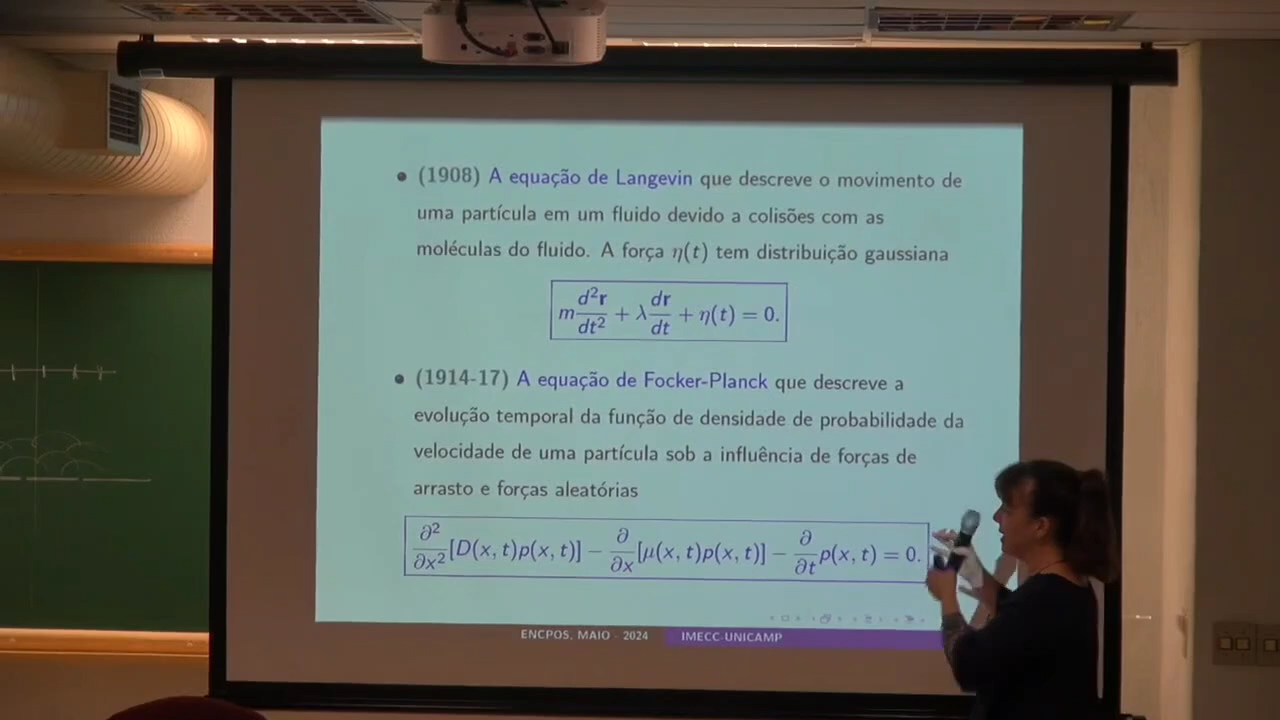 • (1908) A equação de Langevin que descreve o movimento de
uma partícula em um fluido devido a colisões com as
moléculas do fluido. A força η(t) tem distribuição gaussiana
m d²r/dt² + λ dr/dt + η(t) = 0.
• (1914-17) A equação de Focker-Planck que descreve a
evolução temporal da função de densidade de probabilidade da
velocidade de uma partícula sob a influência de forças de
arrasto e forças aleatórias
∂²/∂x² [D(x, t)p(x, t)] − ∂/∂x [μ(x, t)p(x, t)] − ∂/∂t p(x, t) = 0.
ENCPOS, MAIO - 2024 IMECC-UNICAMP